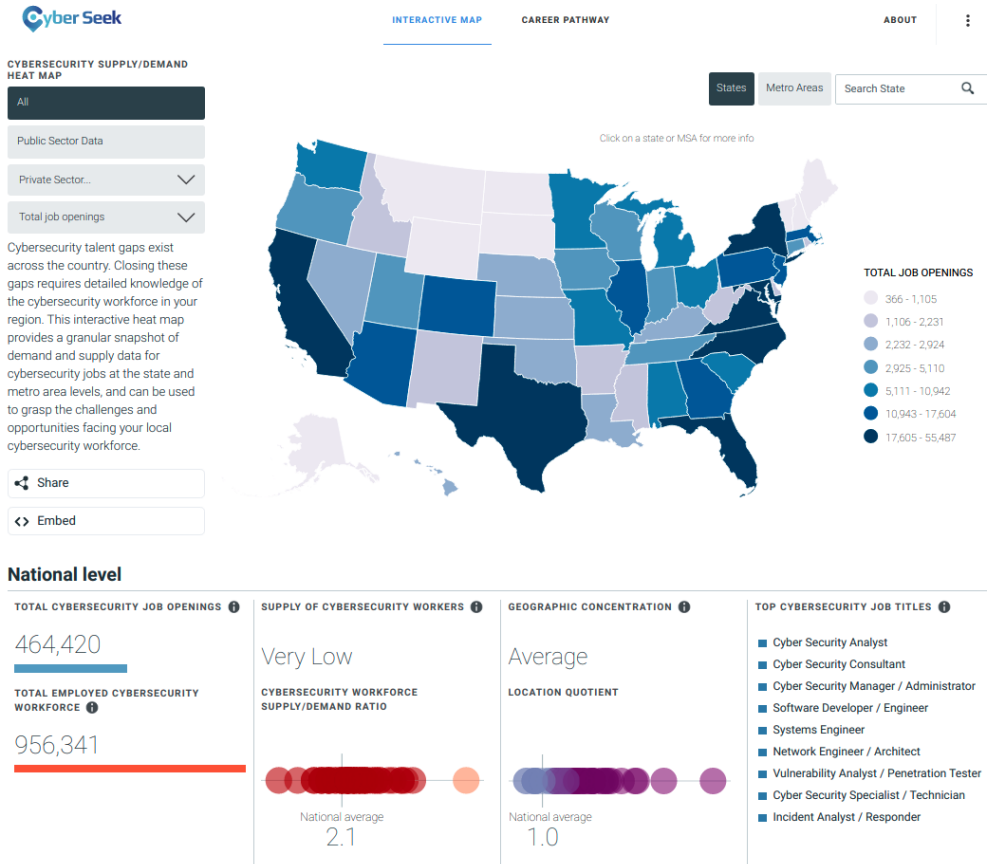 Cyber Seek
INTERACTIVE MAP
CAREER PATHWAY
ABOUT
CYBERSECURITY SUPPLY/DEMAND
HEAT MAP
All
Public Sector Data
Private Sector...
Total job openings
Cybersecurity talent gaps exist
across the country. Closing these
gaps requires detailed knowledge of
the cybersecurity workforce in your
region. This interactive heat map
provides a granular snapshot of
demand and supply data for
cybersecurity jobs at the state and
metro area levels, and can be used
to grasp the challenges and
opportunities facing your local
cybersecurity workforce.
Share
Embed
States
Metro Areas
Search State
Click on a state or MSA for more info
TOTAL JOB OPENINGS
366 - 1,105
1,106 - 2,231
2,232 - 2,924
2,925 - 5,110
5,111 - 10,942
10,943 - 17,604
17,605 - 55,487
National level
TOTAL CYBERSECURITY JOB OPENINGS
464,420
TOTAL EMPLOYED CYBERSECURITY
WORKFORCE
956,341
SUPPLY OF CYBERSECURITY WORKERS
Very Low
CYBERSECURITY WORKFORCE
SUPPLY/DEMAND RATIO
National average
2.1
GEOGRAPHIC CONCENTRATION
Average
LOCATION QUOTIENT
National average
1.0
TOP CYBERSECURITY JOB TITLES
Cyber Security Analyst
Cyber Security Consultant
Cyber Security Manager / Administrator
Software Developer / Engineer
Systems Engineer
Network Engineer / Architect
Vulnerability Analyst / Penetration Tester
Cyber Security Specialist / Technician
Incident Analyst / Responder